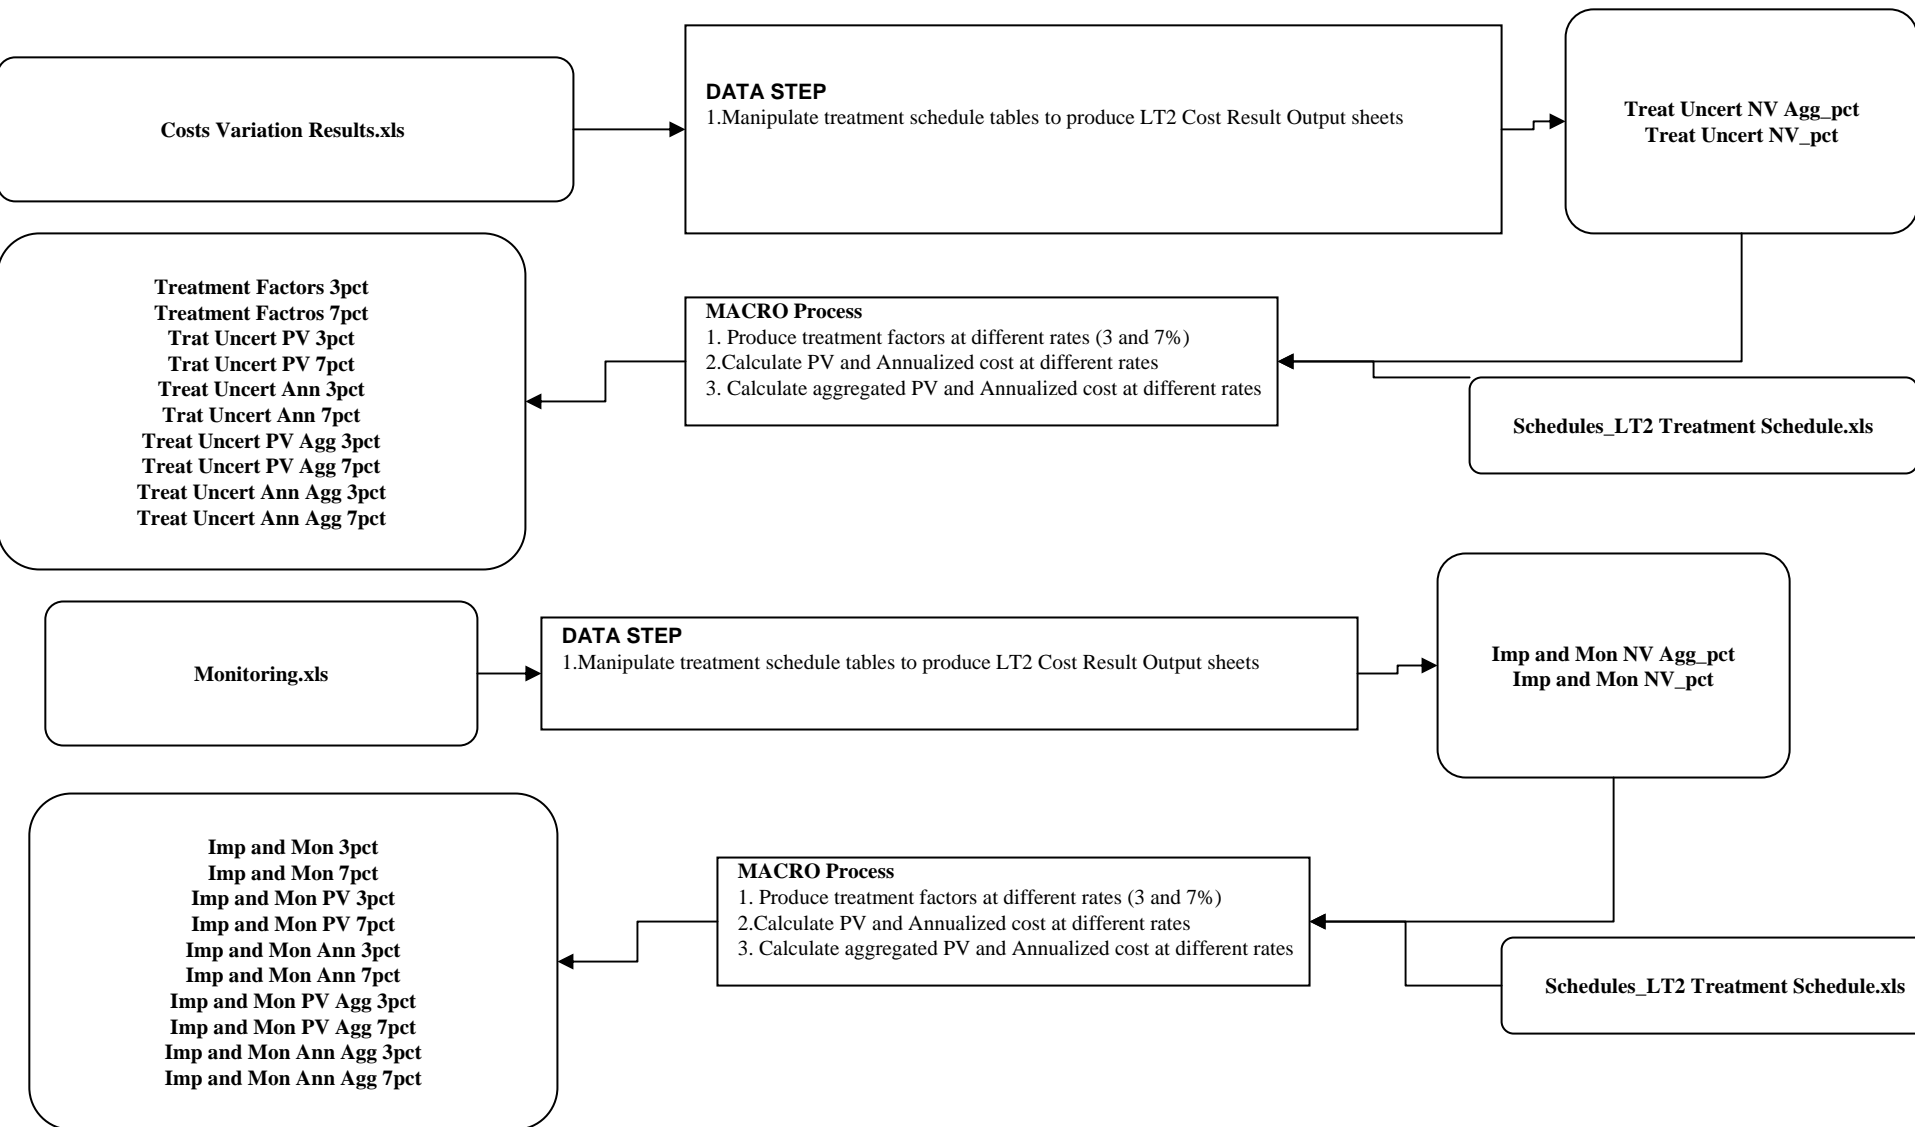 Costs Variation Results.xls
DATA STEP
1.Manipulate treatment schedule tables to produce LT2 Cost Result Output sheets
Treat Uncert NV Agg_pct
Treat Uncert NV_pct
Treatment Factors 3pct
Treatment Factros 7pct
Trat Uncert PV 3pct
Trat Uncert PV 7pct
Treat Uncert Ann 3pct
Trat Uncert Ann 7pct
Treat Uncert PV Agg 3pct
Treat Uncert PV Agg 7pct
Treat Uncert Ann Agg 3pct
Treat Uncert Ann Agg 7pct
MACRO Process
1. Produce treatment factors at different rates (3 and 7%)
2.Calculate PV and Annualized cost at different rates
3. Calculate aggregated PV and Annualized cost at different rates
Schedules_LT2 Treatment Schedule.xls
Monitoring.xls
DATA STEP
1.Manipulate treatment schedule tables to produce LT2 Cost Result Output sheets
Imp and Mon NV Agg_pct
Imp and Mon NV_pct
Imp and Mon 3pct
Imp and Mon 7pct
Imp and Mon PV 3pct
Imp and Mon PV 7pct
Imp and Mon Ann 3pct
Imp and Mon Ann 7pct
Imp and Mon PV Agg 3pct
Imp and Mon PV Agg 7pct
Imp and Mon Ann Agg 3pct
Imp and Mon Ann Agg 7pct
MACRO Process
1. Produce treatment factors at different rates (3 and 7%)
2.Calculate PV and Annualized cost at different rates
3. Calculate aggregated PV and Annualized cost at different rates
Schedules_LT2 Treatment Schedule.xls